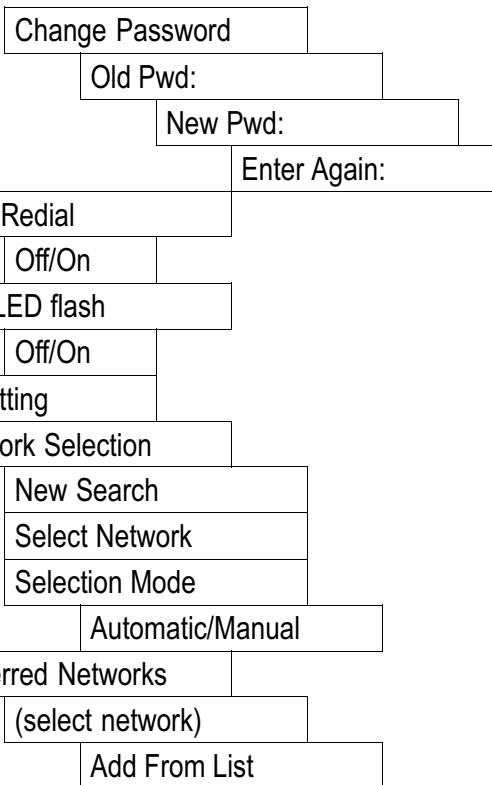 Change Password
Old Pwd:
New Pwd:
Enter Again:
Redial
Off/On
LED flash
Off/On
tting
ork Selection
New Search
Select Network
Selection Mode
Automatic/Manual
rred Networks
(select network)
Add From List